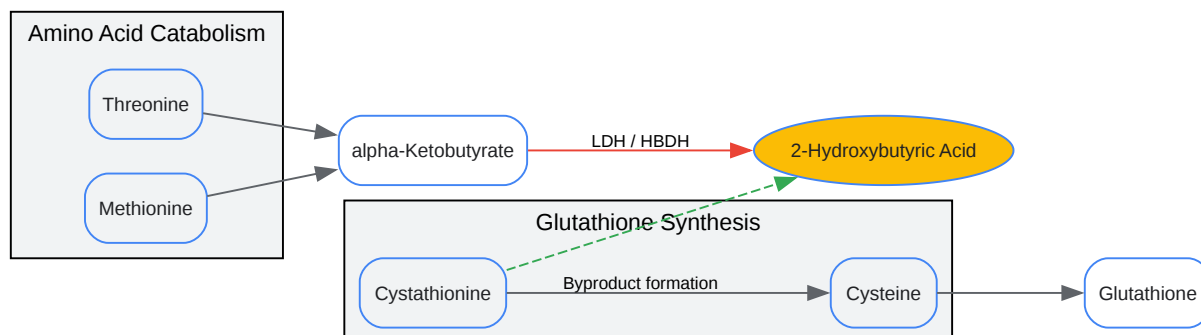 Amino Acid Catabolism
Threonine
Methionine
alpha-Ketobutyrate
LDH / HBDH
2-Hydroxybutyric Acid
Glutathione Synthesis
Cystathionine
Byproduct formation
Cysteine
Glutathione